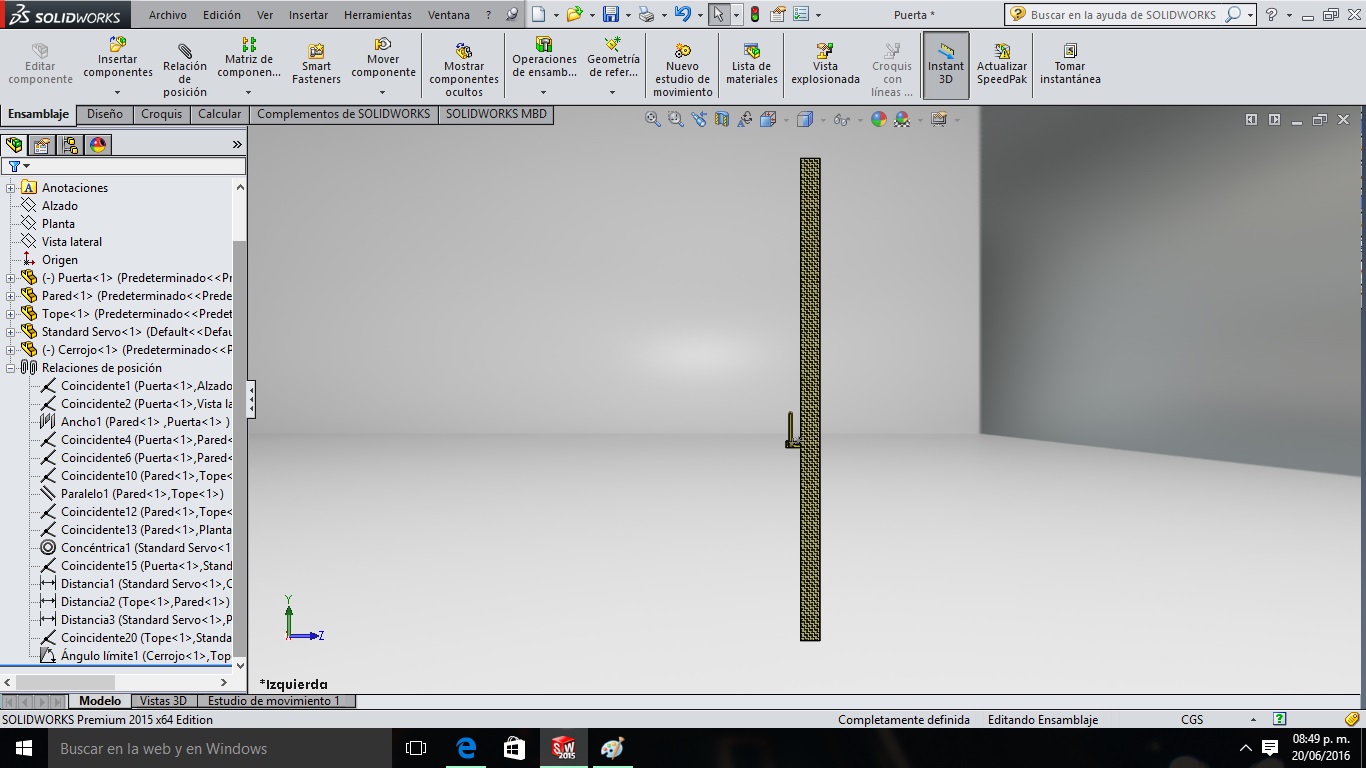 SOLIDWORKS
Archivo Edición Ver Insertar Herramientas Ventana ?
Puerta *
Buscar en la ayuda de SOLIDWORKS
Editar componente
Insertar componentes
Relación de posición
Matriz de componen...
Smart Fasteners
Mover componente
Mostrar componentes ocultos
Operaciones de ensamb...
Geometría de refer...
Nuevo estudio de movimiento
Lista de materiales
Vista explosionada
Croquis con líneas ...
Instant 3D
Actualizar SpeedPak
Tomar instantánea
Ensamblaje Diseño Croquis Calcular Complementos de SOLIDWORKS SOLIDWORKS MBD
Anotaciones
Alzado
Planta
Vista lateral
Origen
(-) Puerta<1> (Predeterminado<<Pr
Pared<1> (Predeterminado<<Prede
Tope<1> (Predeterminado<<Predet
Standard Servo<1> (Default<<Defau
(-) Cerrojo<1> (Predeterminado<<P
Relaciones de posición
Coincidente1 (Puerta<1>,Alzado
Coincidente2 (Puerta<1>,Vista la
Ancho1 (Pared<1> ,Puerta<1> )
Coincidente4 (Puerta<1>,Pared<
Coincidente6 (Puerta<1>,Pared<
Coincidente10 (Pared<1>,Tope<
Paralelo1 (Pared<1>,Tope<1>)
Coincidente12 (Pared<1>,Tope<
Coincidente13 (Pared<1>,Planta
Concéntrica1 (Standard Servo<1
Coincidente15 (Puerta<1>,Stand
Distancia1 (Standard Servo<1>,C
Distancia2 (Tope<1>,Pared<1>)
Distancia3 (Standard Servo<1>,P
Coincidente20 (Tope<1>,Standa
Ángulo límite1 (Cerrojo<1>,Top
Y
Z
*Izquierda
Modelo Vistas 3D Estudio de movimiento 1
SOLIDWORKS Premium 2015 x64 Edition Completamente definida Editando Ensamblaje CGS
Buscar en la web y en Windows
SW 2015
08:49 p. m.
20/06/2016